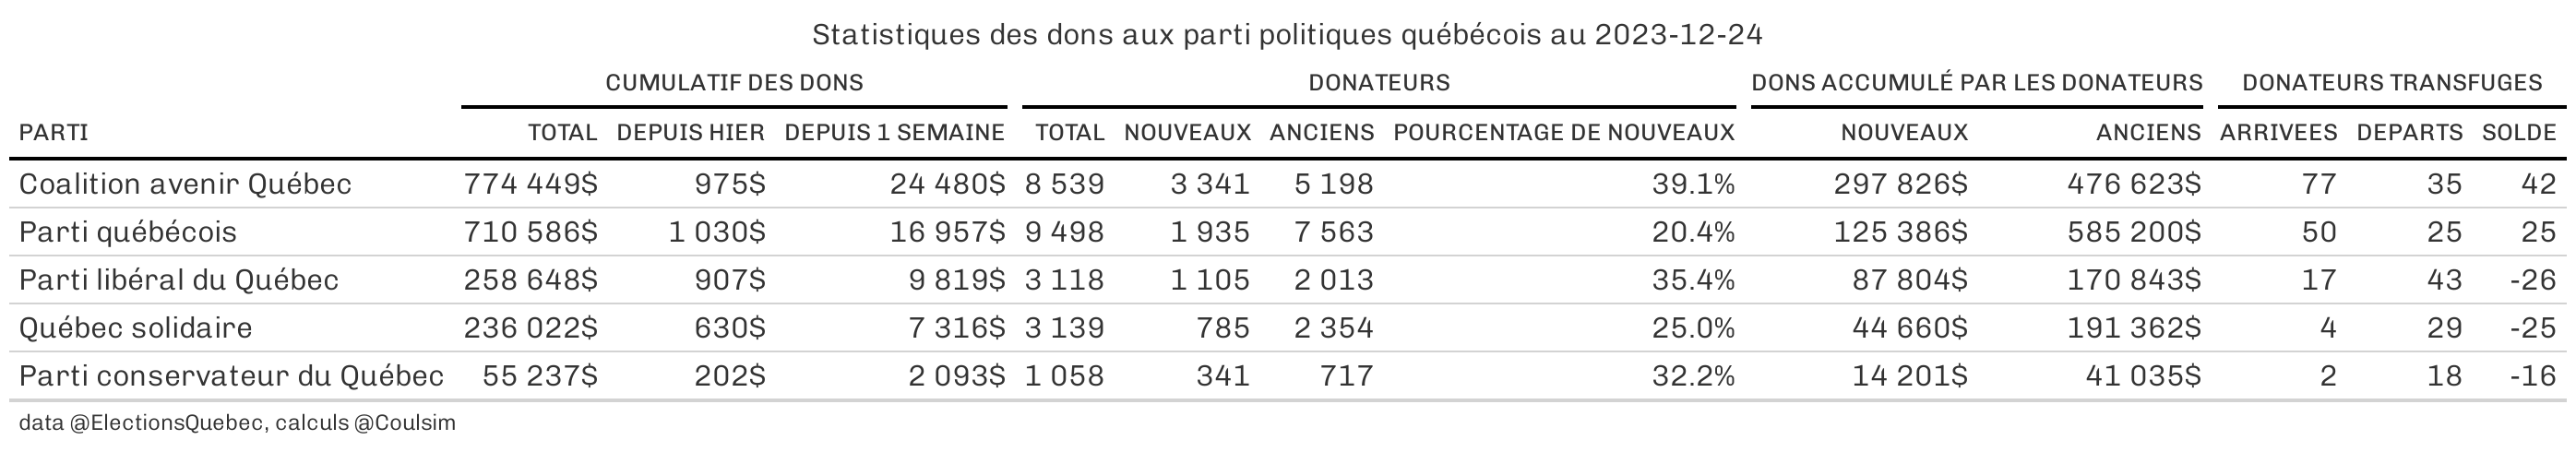 Statistiques des dons aux parti politiques québécois au 2023-12-24
CUMULATIF DES DONS DONATEURS DONS ACCUMULÉ PAR LES DONATEURS DONATEURS TRANSFUGES
PARTI TOTAL DEPUIS HIER DEPUIS 1 SEMAINE TOTAL NOUVEAUX ANCIENS POURCENTAGE DE NOUVEAUX NOUVEAUX ANCIENS ARRIVEES DEPARTS SOLDE
Coalition avenir Québec 774 449$ 975$ 24 480$ 8 539 3 341 5 198 39.1% 297 826$ 476 623$ 77 35 42
Parti québécois 710 586$ 1 030$ 16 957$ 9 498 1 935 7 563 20.4% 125 386$ 585 200$ 50 25 25
Parti libéral du Québec 258 648$ 907$ 9 819$ 3 118 1 105 2 013 35.4% 87 804$ 170 843$ 17 43 -26
Québec solidaire 236 022$ 630$ 7 316$ 3 139 785 2 354 25.0% 44 660$ 191 362$ 4 29 -25
Parti conservateur du Québec 55 237$ 202$ 2 093$ 1 058 341 717 32.2% 14 201$ 41 035$ 2 18 -16
data @ElectionsQuebec, calculs @Coulsim